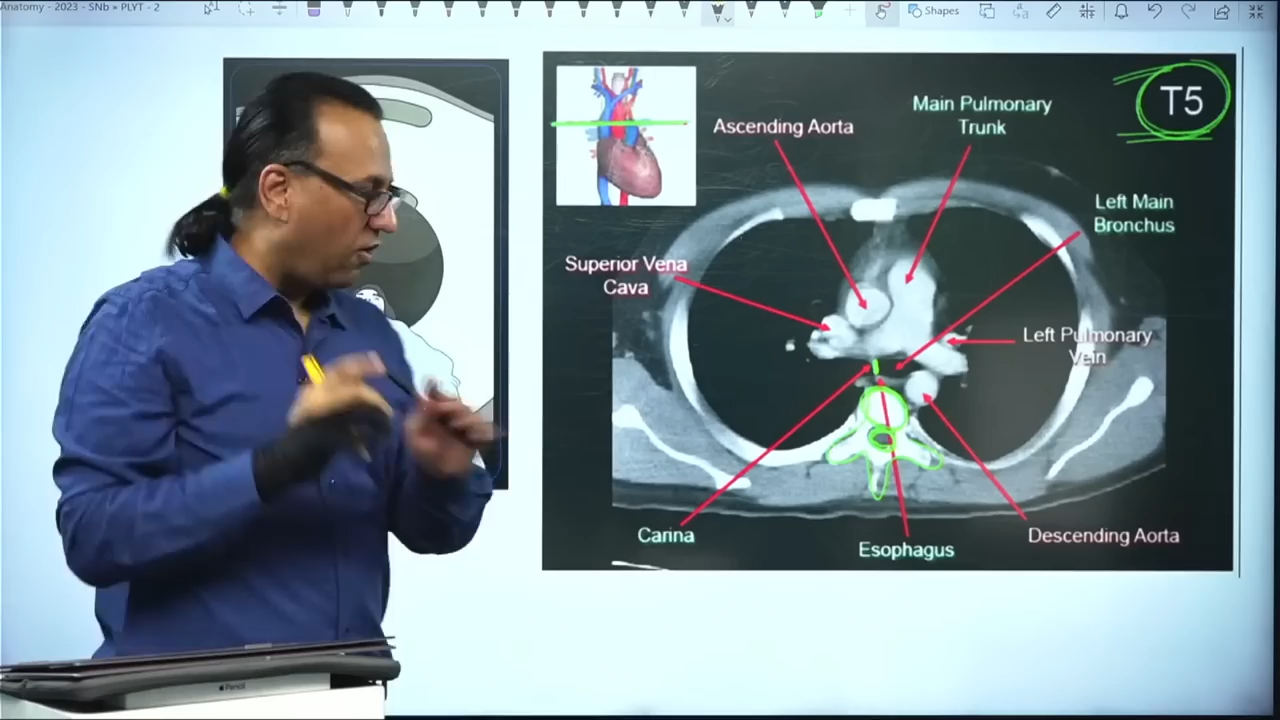 Anatomy - 2023 - SNb » PLYT - 2
Shapes
T5
Main Pulmonary
Trunk
Ascending Aorta
Left Main
Bronchus
Superior Vena
Cava
Left Pulmonary
Vein
Carina
Esophagus
Descending Aorta
Pencil